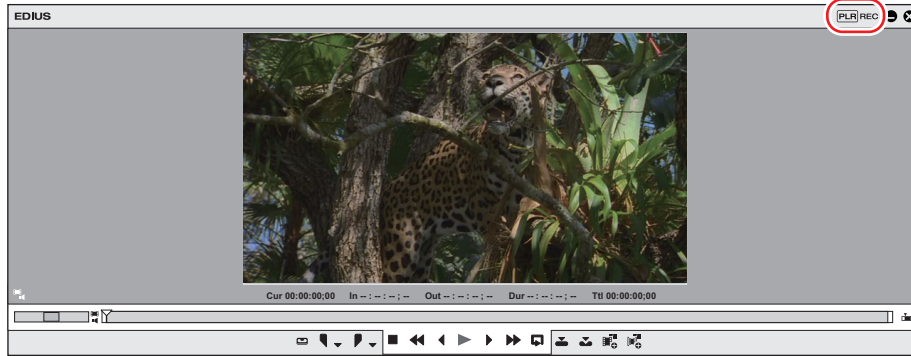 EDIUS
PLR REC
Cur 00:00:00;00 In -- : -- : -- ; -- Out -- : -- : -- ; -- Dur -- : -- : -- ; -- Ttl 00:00:00;00